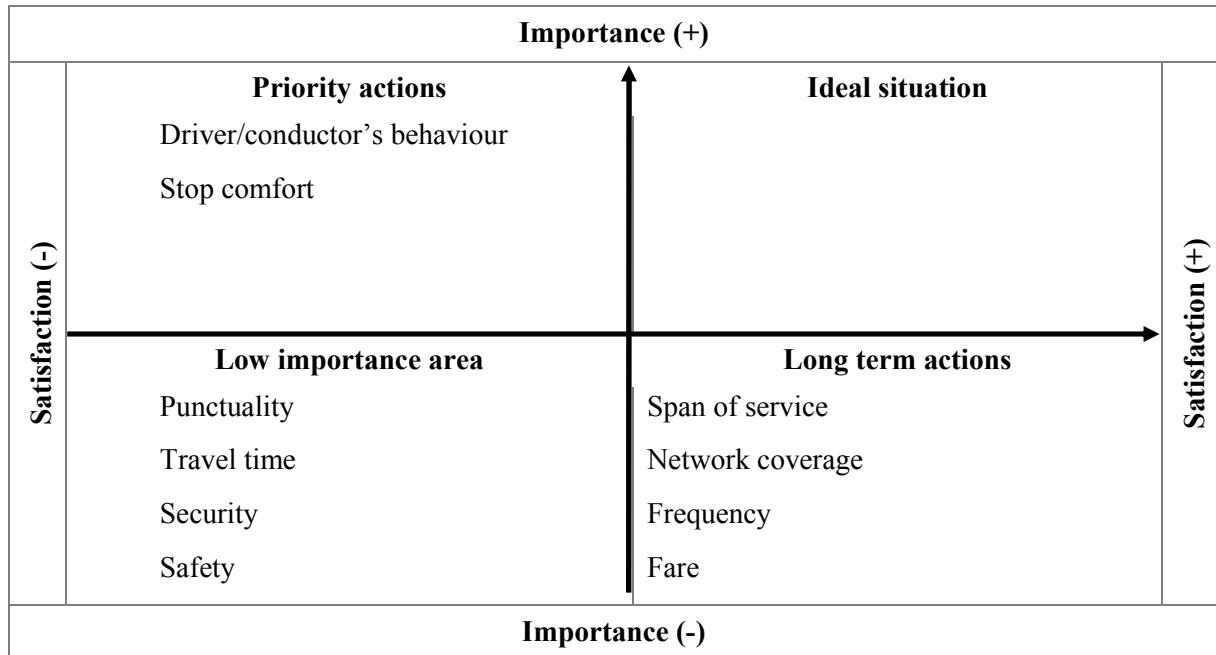 Importance (+)
Satisfaction (-)
Priority actions
Driver/conductor’s behaviour
Stop comfort
Ideal situation
Low importance area
Punctuality
Travel time
Security
Safety
Long term actions
Span of service
Network coverage
Frequency
Fare
Satisfaction (+)
Importance (-)